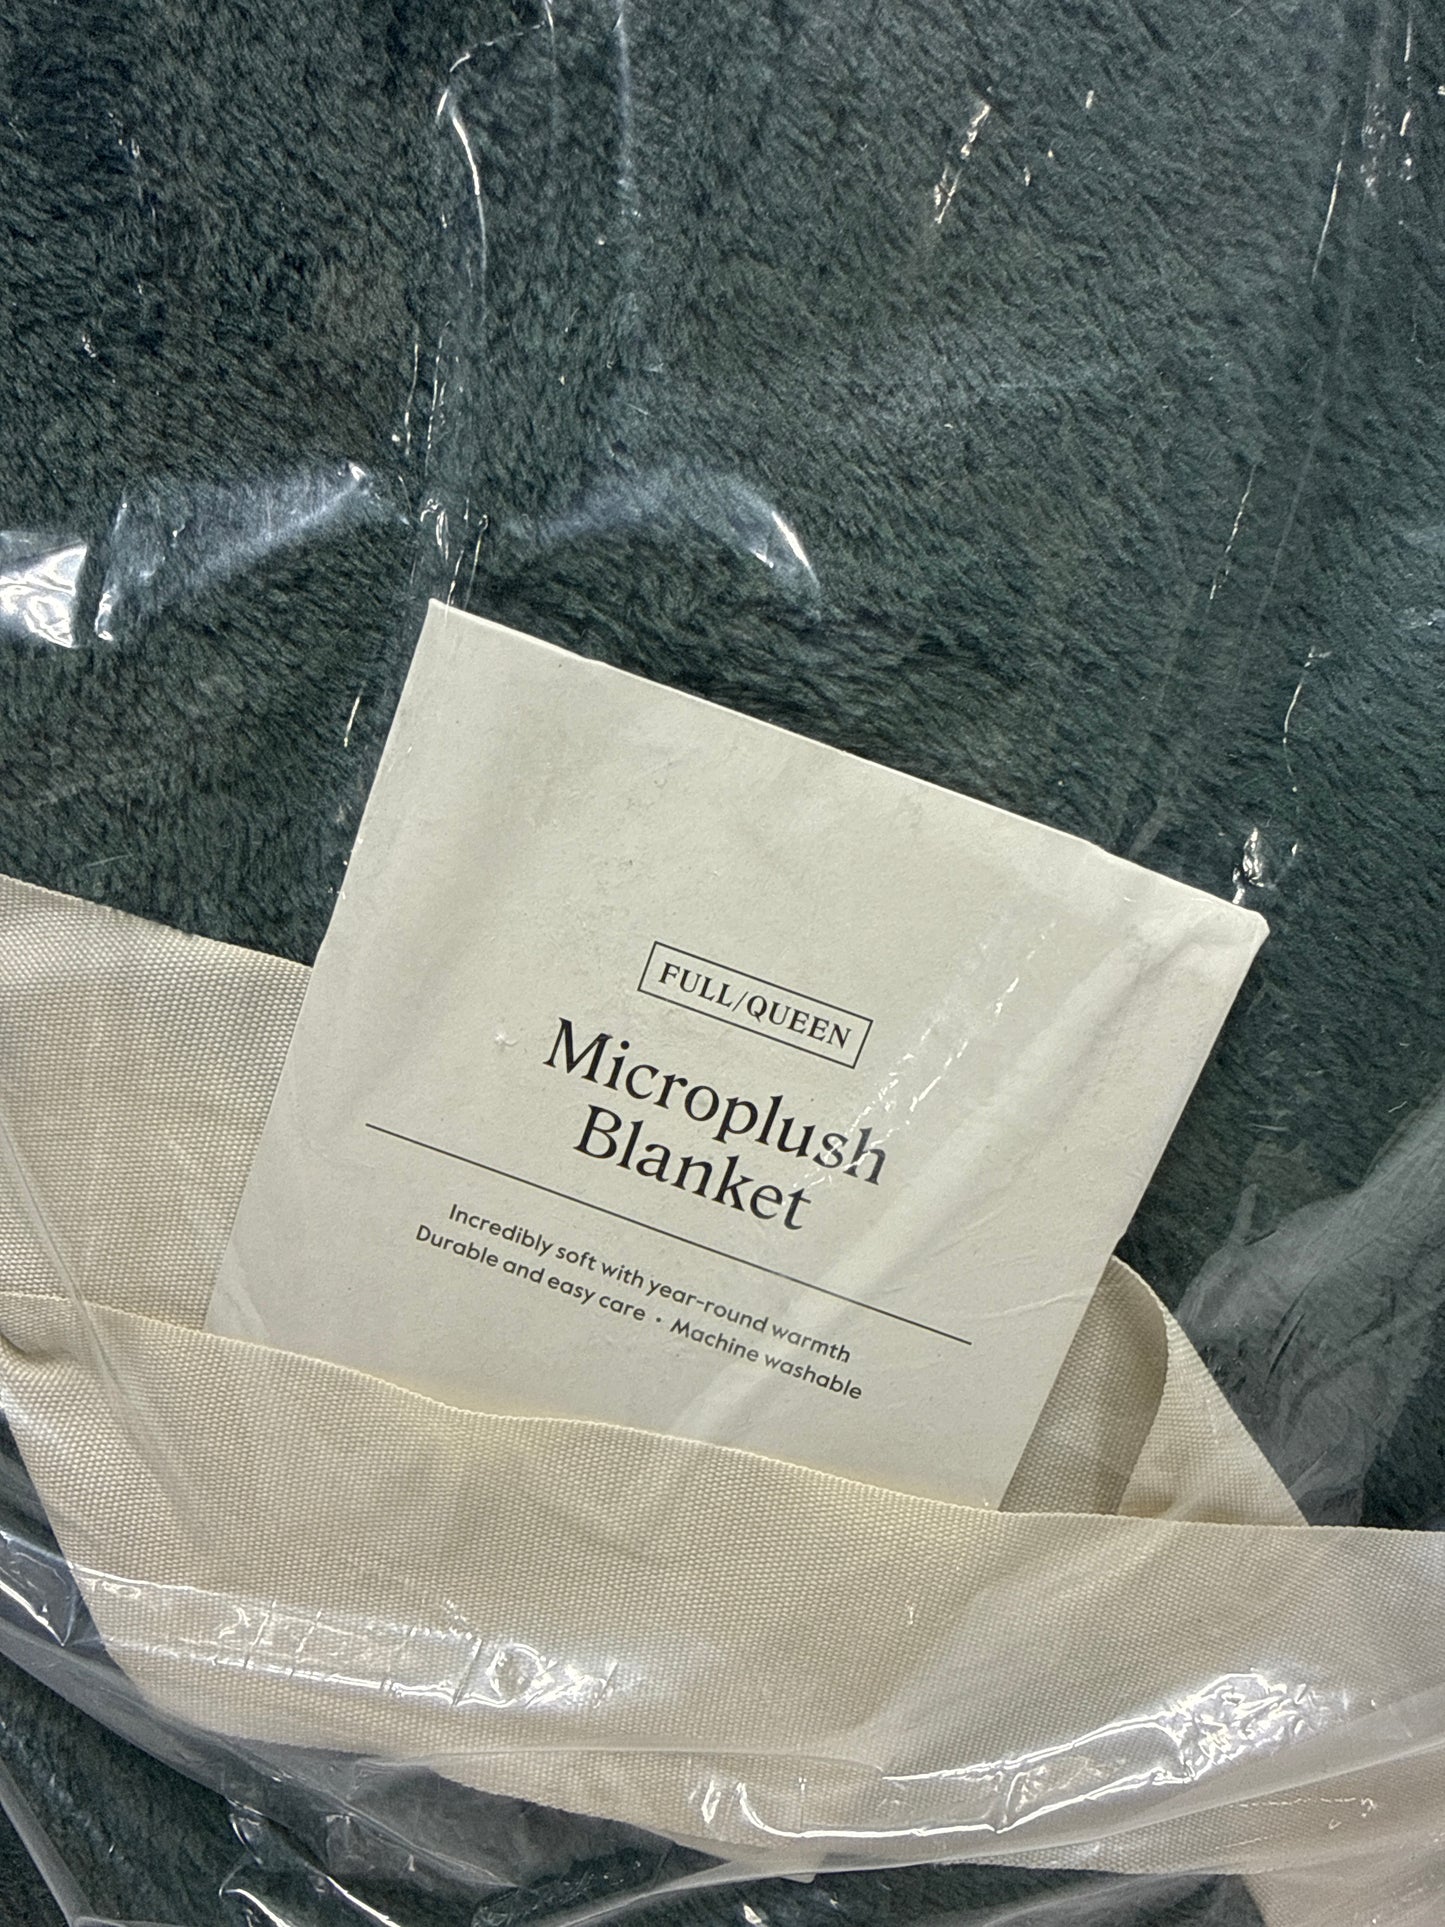 FULL/QUEEN
Microplush
Blanket
Incredibly soft with year-round warmth
Durable and easy care • Machine washable